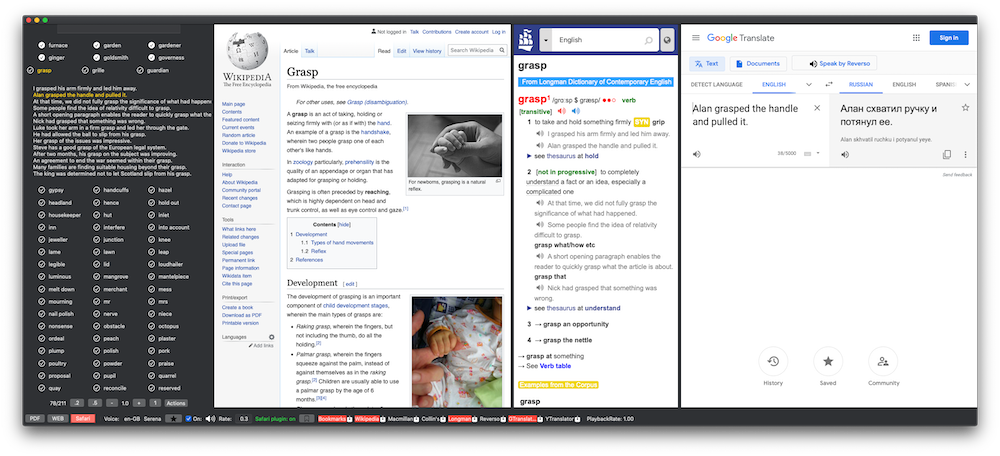 furnace garden gardener
ginger goldsmith governess
grasp grille guardian
I grasped his arm firmly and led him away.
Alan grasped the handle and pulled it.
At that time, we did not fully grasp the significance of what had happened
Some people find the idea of relativity difficult to grasp.
A short opening paragraph enables the reader to quickly grasp what the
Nick had grasped that something was wrong.
Luke took her arm in a firm grasp and led her through the gate.
He had allowed the ball to slip from his grasp.
Her grasp of the issues was impressive.
Steve has a good grasp of the European legal system.
After two months, his grasp on the subject was improving.
An agreement to end the war seemed within their grasp.
Many families are finding suitable housing beyond their grasp.
The king was determined not to let Scotland slip from his grasp.
gypsy handcuffs hazel
headland hence hold out
housekeeper hut inlet
inn interfere into account
jeweller junction knee
lame lawn leap
legible lid loudhailer
luminous mangrove mantelpiece
melt down merchant mess
mourning mr mrs
nail polish nerve niece
nonsense obstacle octopus
ordeal peach plaster
plump polish pork
poultry powder praise
proposal pupil quarrel
quay reconcile reserved
78/211 .2 .5 − 1.0 + 1 Actions
WIKIPEDIA
The Free Encyclopedia
Main page
Contents
Featured content
Current events
Random article
Donate to Wikipedia
Wikipedia store
Interaction
Help
About Wikipedia
Community portal
Recent changes
Contact page
Tools
What links here
Related changes
Upload file
Special pages
Permanent link
Page information
Wikidata item
Cite this page
Print/export
Create a book
Download as PDF
Printable version
Languages
Add links
Not logged in Talk Contributions Create account Log in
Article Talk Read Edit View history Search Wikipedia
Grasp
From Wikipedia, the free encyclopedia
For other uses, see Grasp (disambiguation).
A grasp is an act of taking, holding or
seizing firmly with (or as if with) the hand.
An example of a grasp is the handshake,
wherein two people grasp one of each
other's like hands.
In zoology particularly, prehensility is the
quality of an appendage or organ that has
adapted for grasping or holding.
Grasping is often preceded by reaching,
which is highly dependent on head and
trunk control, as well as eye control and gaze.[1]
For newborns, grasping is a natural
reflex.
Contents [hide]
1 Development
1.1 Types of hand movements
1.2 Reflex
2 References
Development [ edit ]
The development of grasping is an important
component of child development stages,
wherein the main types of grasps are:
• Raking grasp, wherein the fingers, but
not including the thumb, do all the
holding.[2]
• Palmar grasp, wherein the fingers
squeeze against the palm, instead of
against themselves as in the raking
grasp.[2] Children are usually able to use
a palmar grasp by the age of 6
months.[3][4]
English
grasp
From Longman Dictionary of Contemporary English
grasp1 /ɡrɑːsp $ ɡræsp/ ●●○ verb
[transitive]
1 to take and hold something firmly SYN grip
I grasped his arm firmly and led him away.
Alan grasped the handle and pulled it.
► see thesaurus at hold
2 [not in progressive] to completely
understand a fact or an idea, especially a
complicated one
At that time, we did not fully grasp the
significance of what had happened.
Some people find the idea of relativity
difficult to grasp.
grasp what/how etc
A short opening paragraph enables the
reader to quickly grasp what the article is about.
grasp that
Nick had grasped that something was
wrong.
► see thesaurus at understand
3 → grasp an opportunity
4 → grasp the nettle
→ grasp at something
→ See Verb table
Examples from the Corpus
grasp
Google Translate Sign in
Text Documents Speak by Reverso
DETECT LANGUAGE ENGLISH RUSSIAN ENGLISH SPANI
Alan grasped the handle
and pulled it.
38/5000
Алан схватил ручку и
потянул ее.
Alan skhvatil ruchku i potyanul yeye.
Send feedback
History Saved Community
PDF WEB Safari Voice: en-GB Serena ★ On: Rate: 0.3 Safari plugin: on Bookmarks Wikipedia Macmillan Collin's Longman Reverso GTranslat... YTranslator PlaybackRate: 1.00